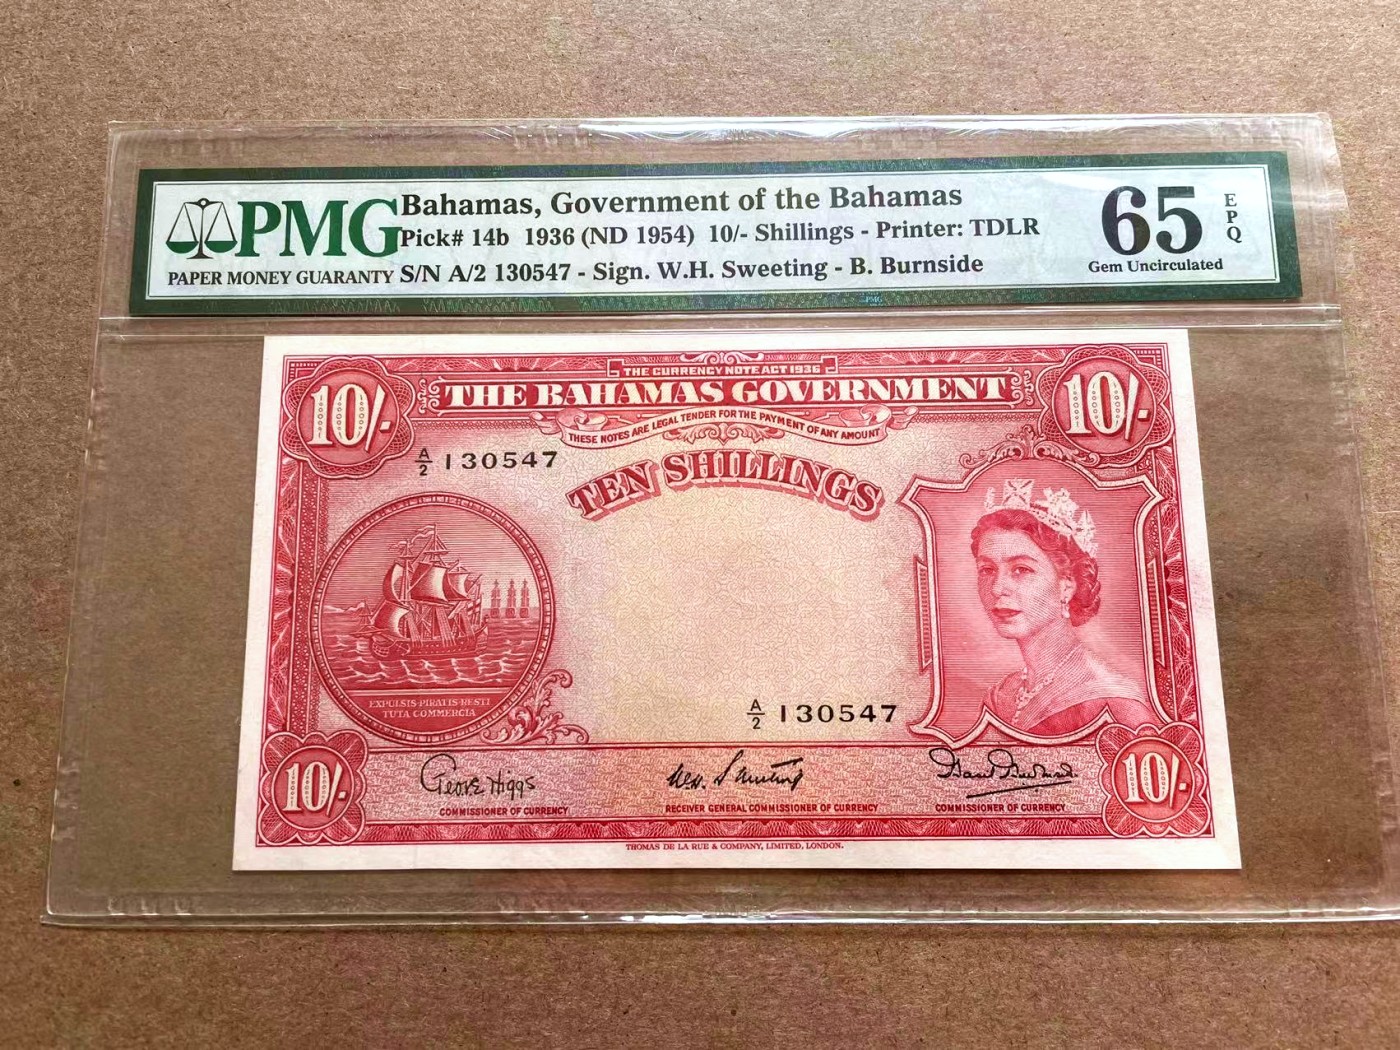 PMG
PAPER MONEY GUARANTY
Bahamas, Government of the Bahamas
Pick# 14b 1936 (ND 1954) 10/- Shillings - Printer: TDLR
S/N A/2 130547 - Sign. W.H. Sweeting - B. Burnside
65
EPQ
Gem Uncirculated
PMG
THE CURRENCY NOTE ACT 1936
10/-
THE BAHAMAS GOVERNMENT
10/-
THESE NOTES ARE LEGAL TENDER FOR THE PAYMENT OF ANY AMOUNT
A/2 130547
TEN SHILLINGS
EXPULSIS·PIRATIS·RESTI
TUTA COMMERCIA
A/2 130547
10/-
George Higgs
COMMISSIONER OF CURRENCY
RECEIVER GENERAL COMMISSIONER OF CURRENCY
COMMISSIONER OF CURRENCY
10/-
THOMAS DE LA RUE & COMPANY, LIMITED, LONDON.